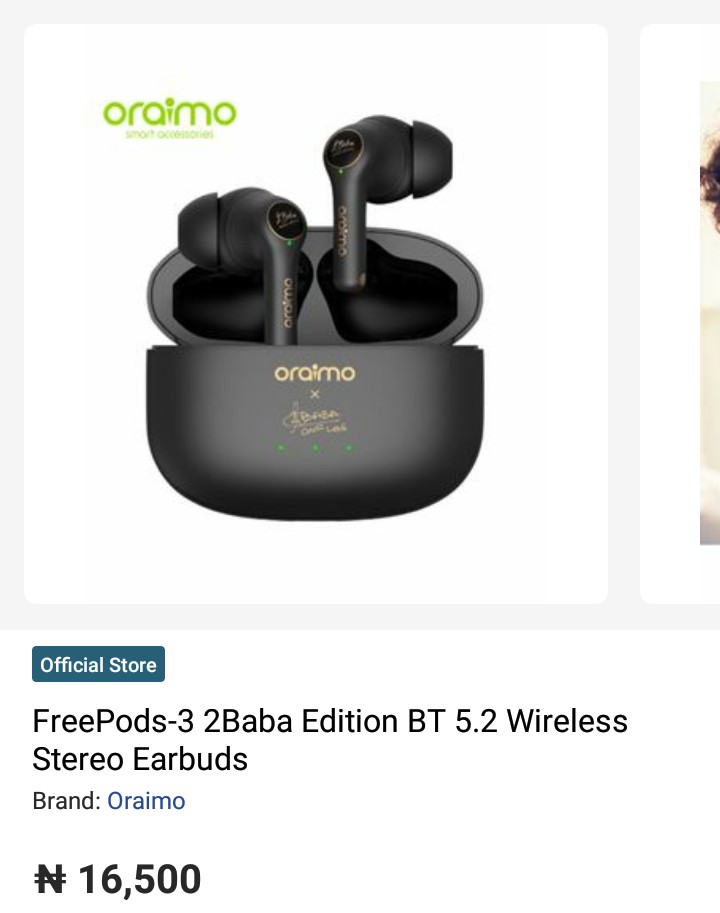 oraimo
smart accessories
oraimo
oraimo
oraimo
x
2BABA
Official Store
FreePods-3 2Baba Edition BT 5.2 Wireless
Stereo Earbuds
Brand: Oraimo
₦ 16,500